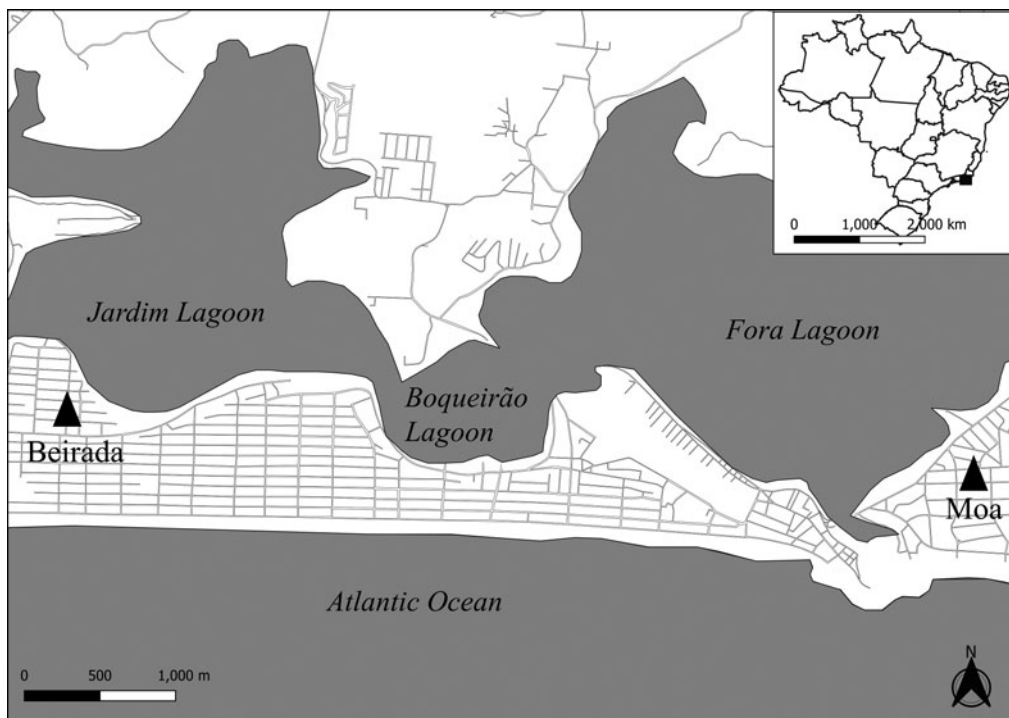 0 1,000 2,000 km
Jardim Lagoon
Fora Lagoon
Boqueirão
Lagoon
Beirada
Moa
Atlantic Ocean
0 500 1,000 m
N